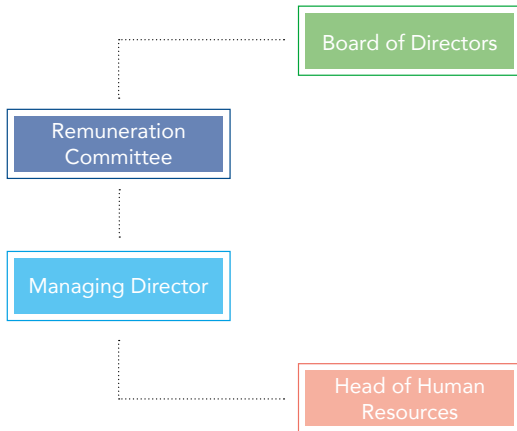 Board of Directors
Remuneration
Committee
Managing Director
Head of Human
Resources